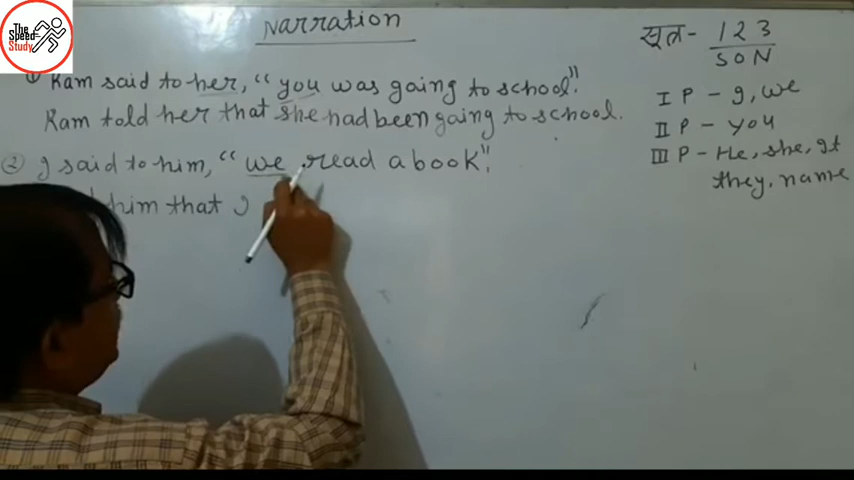 The
Speed
Study
Narration
① Ram said to her, "you was going to school".
Ram told her that she had been going to school.
② I said to him, "we read a book".
him that I
सूत्र - 1 2 3
S O N
I P - I, we
II P - you
III P - He, she, It
they, name